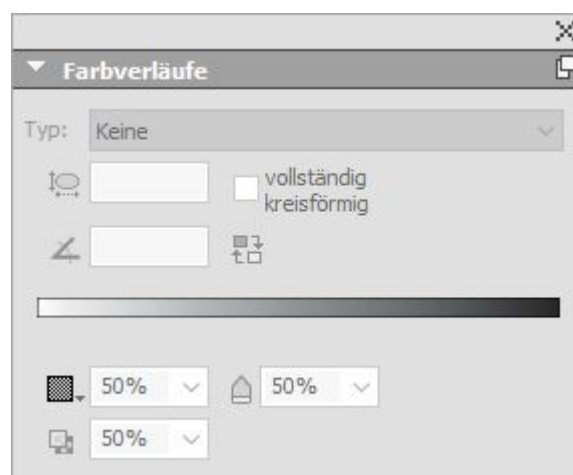 Farbverläufe
Typ: Keine
vollständig
kreisförmig
50% 50%
50%